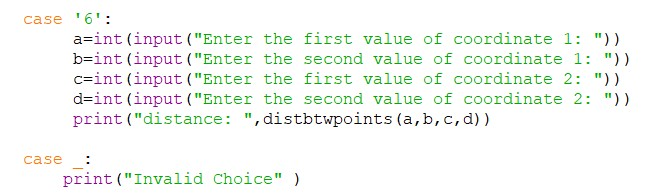 case '6':
a=int(input("Enter the first value of coordinate 1: "))
b=int(input("Enter the second value of coordinate 1: "))
c=int(input("Enter the first value of coordinate 2: "))
d=int(input("Enter the second value of coordinate 2: "))
print("distance: ",distbtwpoints(a,b,c,d))
case _:
print("Invalid Choice" )